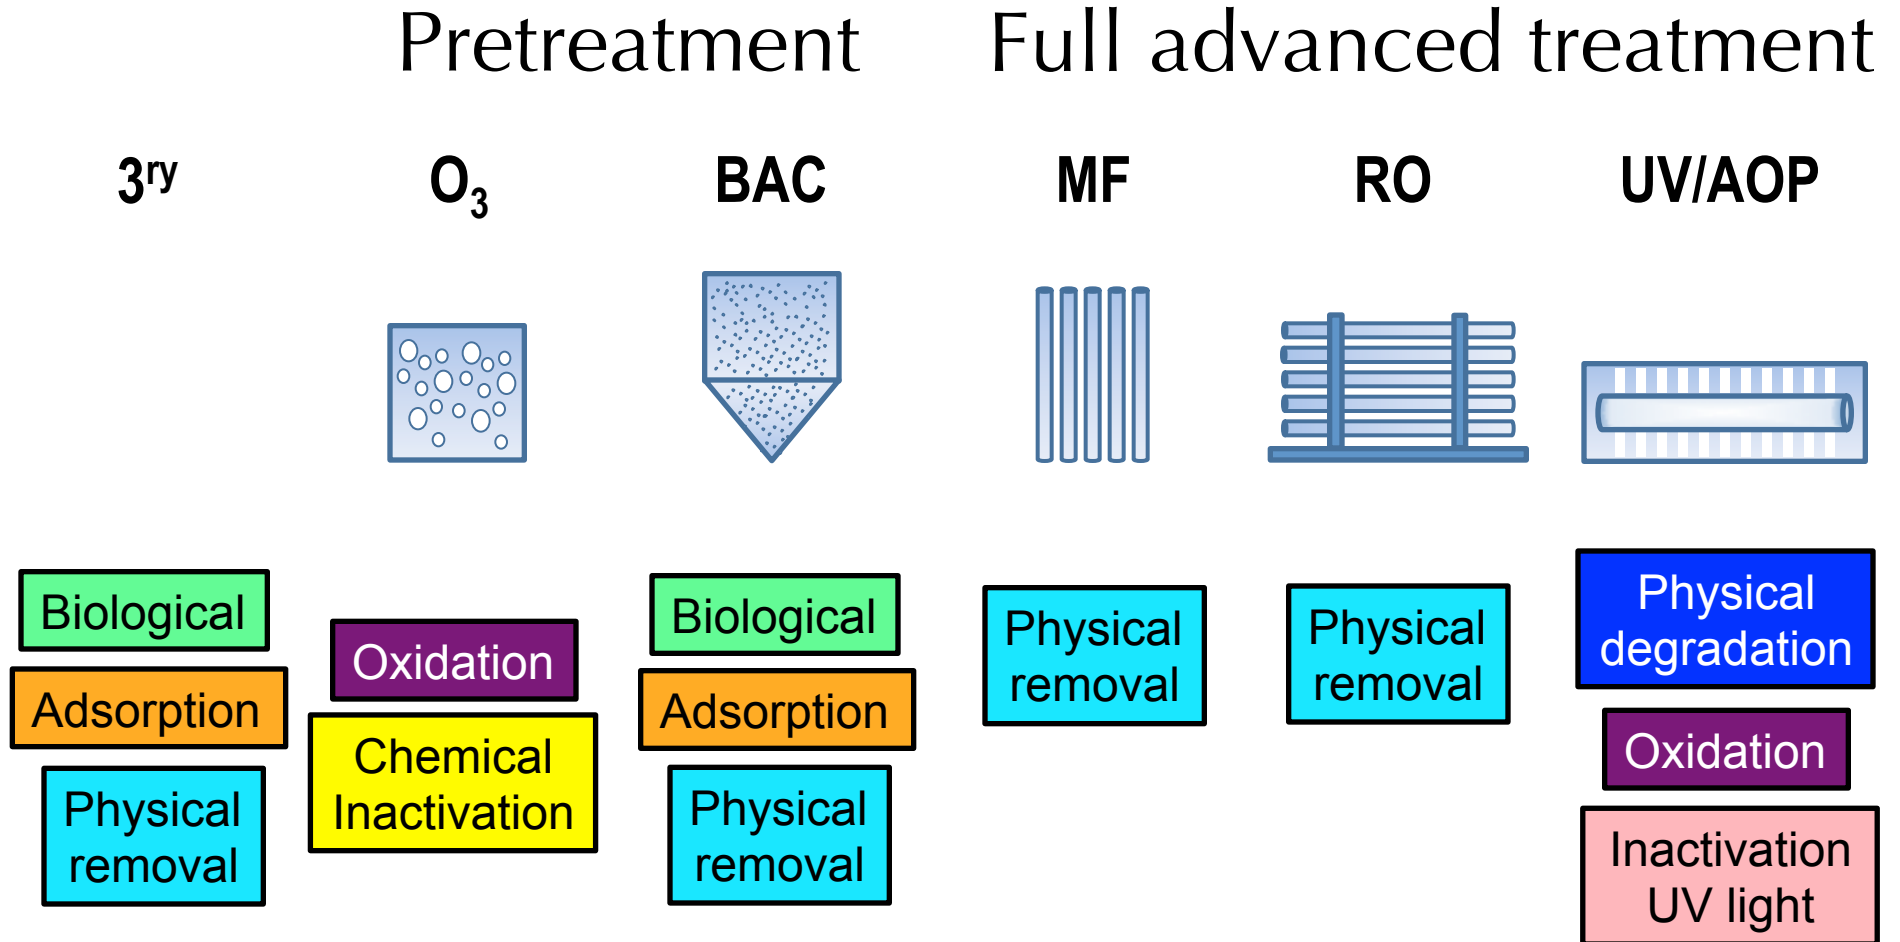 Pretreatment
Full advanced treatment
3ry
O3
BAC
MF
RO
UV/AOP
Biological
Adsorption
Physical
removal
Oxidation
Chemical
Inactivation
Biological
Adsorption
Physical
removal
Physical
removal
Physical
removal
Physical
degradation
Oxidation
Inactivation
UV light